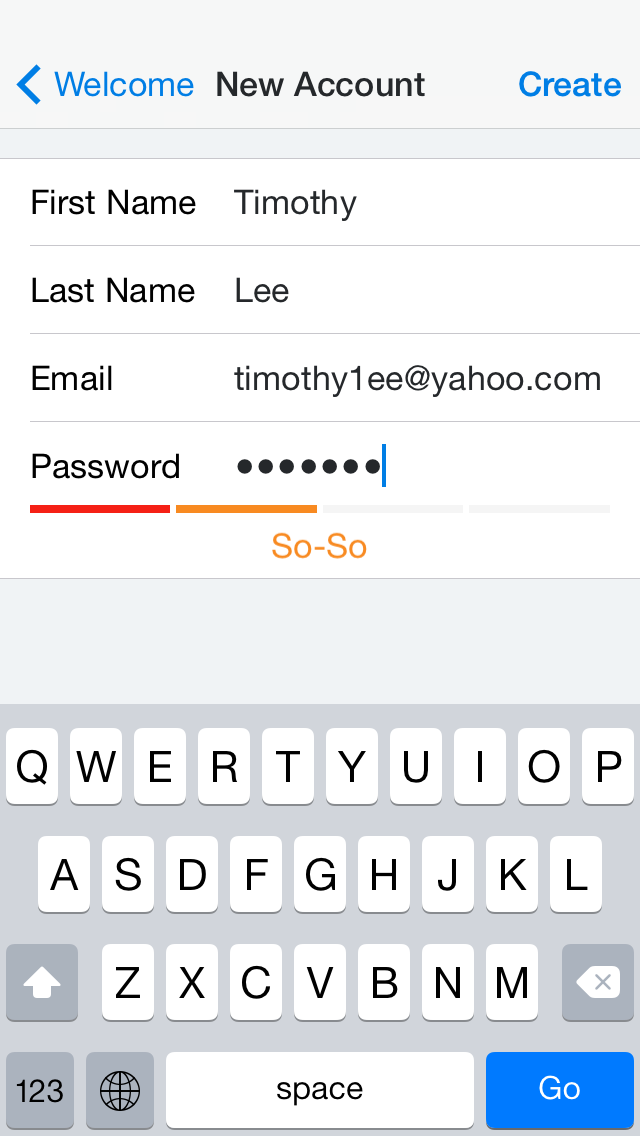 Welcome New Account Create
First Name Timothy
Last Name Lee
Email timothy1ee@yahoo.com
Password •••••••
So-So
Q W E R T Y U I O P
A S D F G H J K L
Z X C V B N M
123 space Go